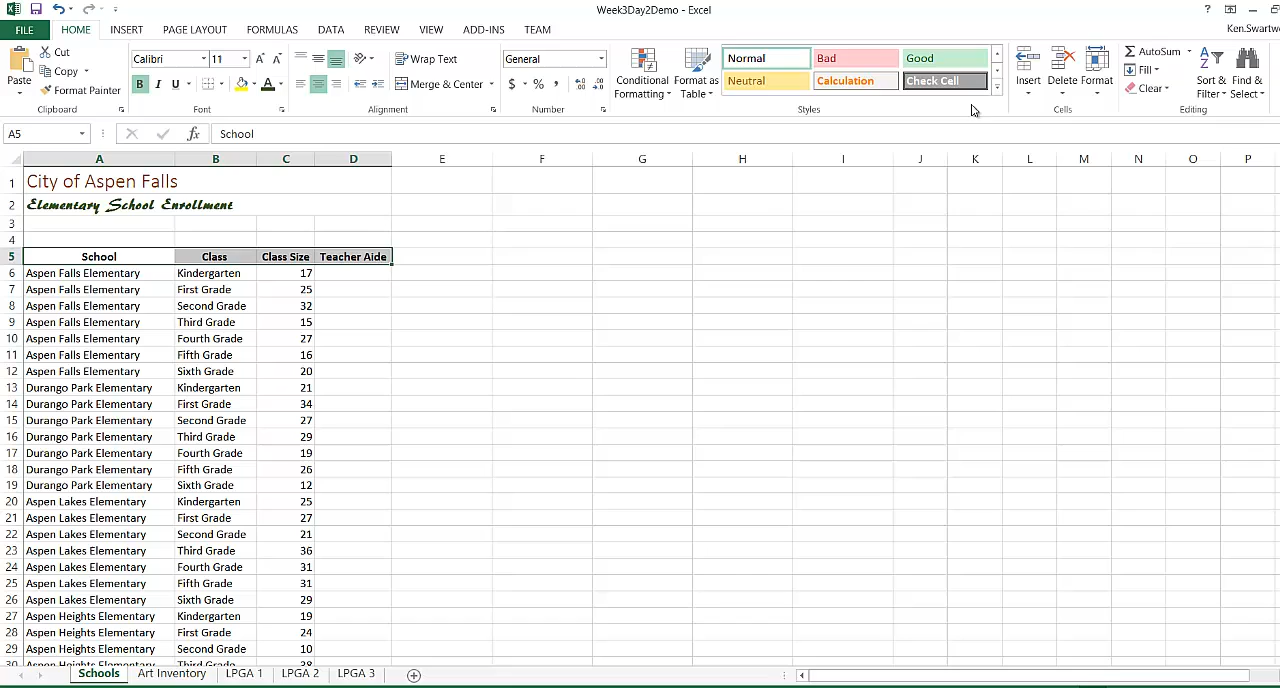 Week3Day2Demo - Excel
FILE HOME INSERT PAGE LAYOUT FORMULAS DATA REVIEW VIEW ADD-INS TEAM
Ken.Swartw
Paste
Cut
Copy
Format Painter
Clipboard
Calibri 11
B I U
Font
Wrap Text
Merge & Center
Alignment
General
$ % ,
Number
Conditional Formatting
Format as Table
Normal Bad Good
Neutral Calculation Check Cell
Styles
Insert Delete Format
Cells
AutoSum
Fill
Clear
Sort & Filter
Find & Select
Editing
A5 fx School
A B C D E F G H I J K L M N O P
1 City of Aspen Falls
2 Elementary School Enrollment
3
4
5 School Class Class Size Teacher Aide
6 Aspen Falls Elementary Kindergarten 17
7 Aspen Falls Elementary First Grade 25
8 Aspen Falls Elementary Second Grade 32
9 Aspen Falls Elementary Third Grade 15
10 Aspen Falls Elementary Fourth Grade 27
11 Aspen Falls Elementary Fifth Grade 16
12 Aspen Falls Elementary Sixth Grade 20
13 Durango Park Elementary Kindergarten 21
14 Durango Park Elementary First Grade 34
15 Durango Park Elementary Second Grade 27
16 Durango Park Elementary Third Grade 29
17 Durango Park Elementary Fourth Grade 19
18 Durango Park Elementary Fifth Grade 26
19 Durango Park Elementary Sixth Grade 12
20 Aspen Lakes Elementary Kindergarten 25
21 Aspen Lakes Elementary First Grade 27
22 Aspen Lakes Elementary Second Grade 21
23 Aspen Lakes Elementary Third Grade 36
24 Aspen Lakes Elementary Fourth Grade 31
25 Aspen Lakes Elementary Fifth Grade 31
26 Aspen Lakes Elementary Sixth Grade 29
27 Aspen Heights Elementary Kindergarten 19
28 Aspen Heights Elementary First Grade 24
29 Aspen Heights Elementary Second Grade 10
30 Aspen Heights Elementary Third Grade
Schools Art Inventory LPGA 1 LPGA 2 LPGA 3